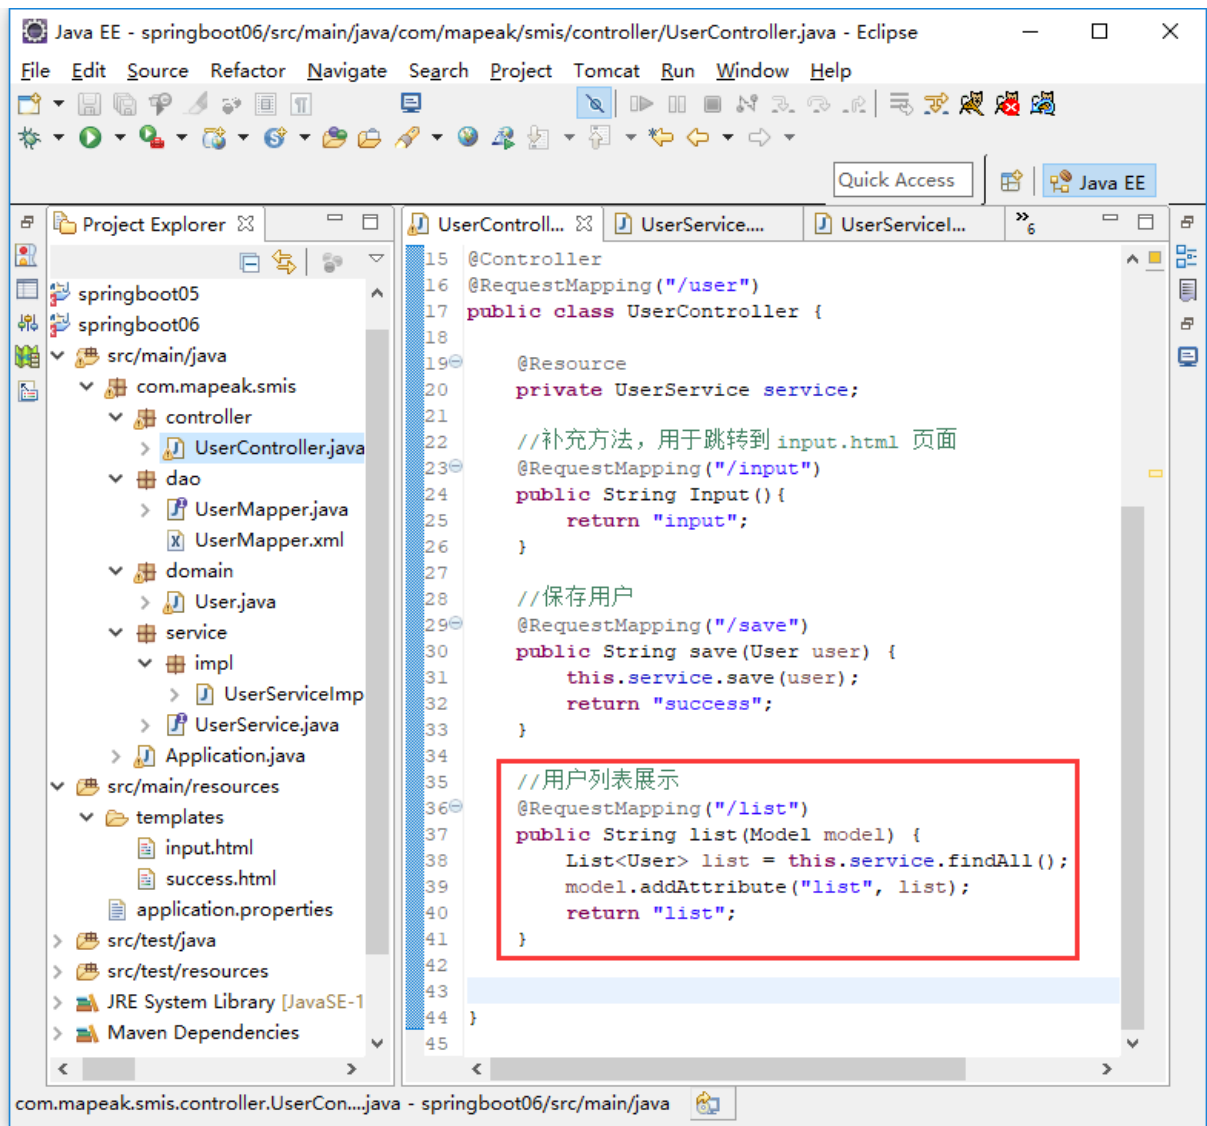 Java EE - springboot06/src/main/java/com/mapeak/smis/controller/UserController.java - Eclipse
File Edit Source Refactor Navigate Search Project Tomcat Run Window Help
Quick Access
Java EE
Project Explorer
springboot05
springboot06
src/main/java
com.mapeak.smis
controller
UserController.java
dao
UserMapper.java
UserMapper.xml
domain
User.java
service
impl
UserServiceImp
UserService.java
Application.java
src/main/resources
templates
input.html
success.html
application.properties
src/test/java
src/test/resources
JRE System Library [JavaSE-1
Maven Dependencies
UserControll...
UserService....
UserServiceI...
»6
15 @Controller
16 @RequestMapping("/user")
17 public class UserController {
18
19 @Resource
20 private UserService service;
21
22 //补充方法，用于跳转到 input.html 页面
23 @RequestMapping("/input")
24 public String Input(){
25 return "input";
26 }
27
28 //保存用户
29 @RequestMapping("/save")
30 public String save(User user) {
31 this.service.save(user);
32 return "success";
33 }
34
35 //用户列表展示
36 @RequestMapping("/list")
37 public String list(Model model) {
38 List<User> list = this.service.findAll();
39 model.addAttribute("list", list);
40 return "list";
41 }
42
43
44 }
45
com.mapeak.smis.controller.UserCon....java - springboot06/src/main/java